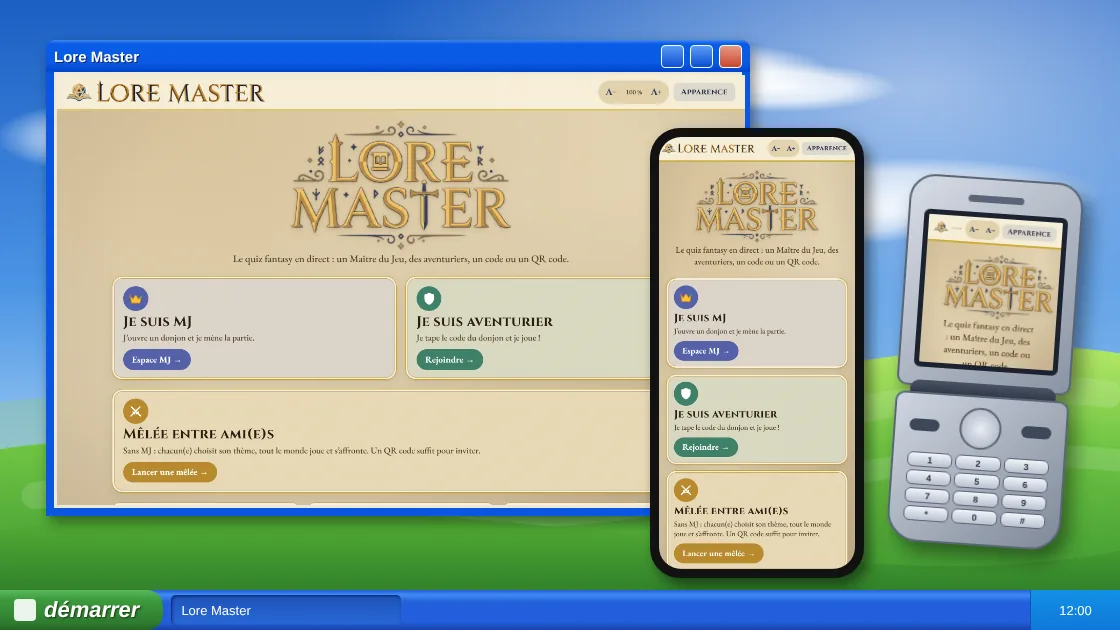 Lore Master
LORE MASTER
A- 100 % A+ APPARENCE
LORE
MASTER
Le quiz fantasy en direct : un Maître du Jeu, des aventuriers, un code ou un QR code.
JE SUIS MJ
J'ouvre un donjon et je mène la partie.
Espace MJ →
JE SUIS AVENTURIER
Je tape le code du donjon et je joue !
Rejoindre →
MÊLÉE ENTRE AMI(E)S
Sans MJ : chacun(e) choisit son thème, tout le monde joue et s'affronte. Un QR code suffit pour inviter.
Lancer une mêlée →
LORE MASTER
A- A+ APPARENCE
LORE
MASTER
Le quiz fantasy en direct : un Maître du Jeu, des
aventuriers, un code ou un QR code.
JE SUIS MJ
J'ouvre un donjon et je mène la partie.
Espace MJ →
JE SUIS AVENTURIER
Je tape le code du donjon et je joue !
Rejoindre →
MÊLÉE ENTRE AMI(E)S
Sans MJ : chacun(e) choisit son thème, tout le monde
joue et s'affronte. Un QR code suffit pour inviter.
Lancer une mêlée →
A- A+ APPARENCE
LORE
MASTER
Le quiz fantasy en direct
: un Maître du Jeu, des
aventuriers, un code ou
un QR code.
1 2 3
4 5 6
7 8 9
* 0 #
démarrer
Lore Master
12:00